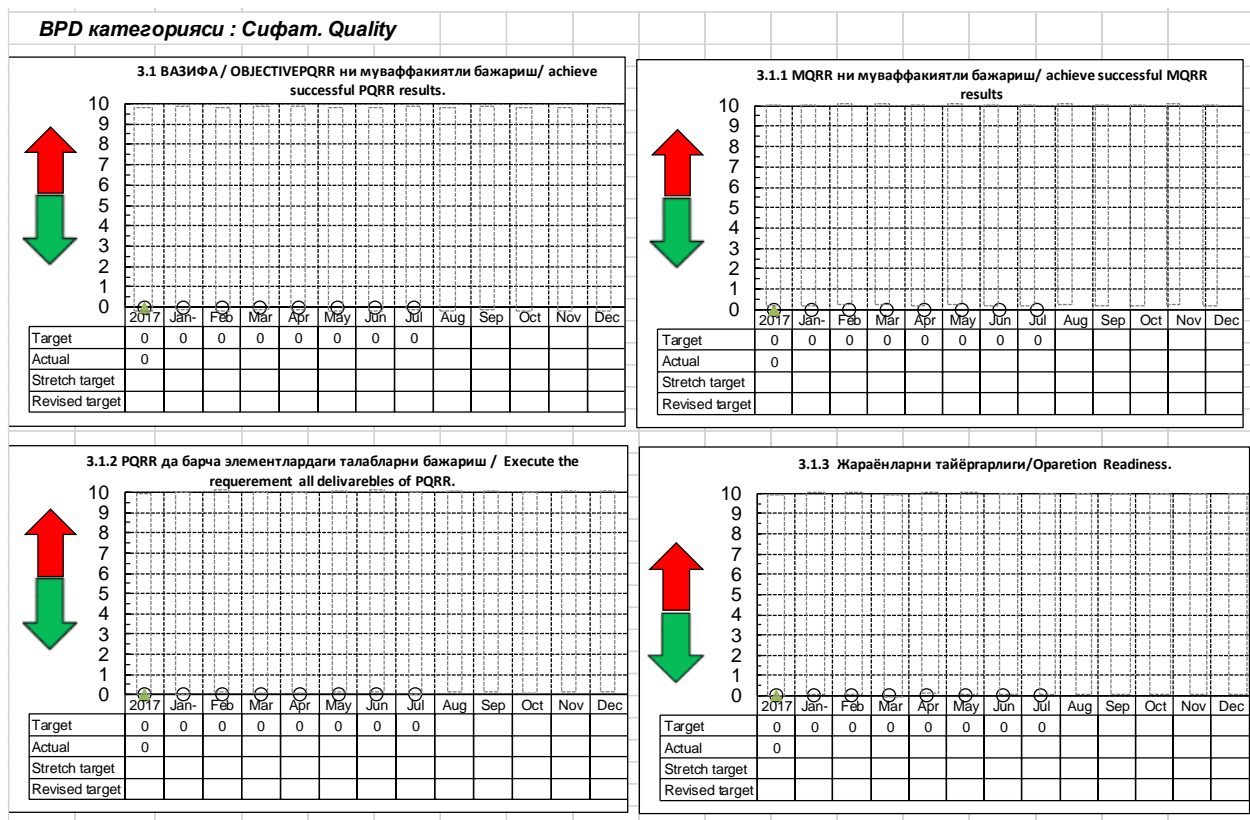 BPD категорияси : Сифат. Quality
3.1 ВАЗИФА / OBJECTIVEPQRR ни муваффакиятли бажариш/ achieve
successful PQRR results.
10
9
8
7
6
5
4
3
2
1
0
2017 Jan- Feb Mar Apr May Jun Jul Aug Sep Oct Nov Dec
Target 0 0 0 0 0 0 0 0
Actual 0
Stretch target
Revised target
3.1.1 MQRR ни муваффакиятли бажариш/ achieve successful MQRR
results
10
9
8
7
6
5
4
3
2
1
0
2017 Jan- Feb Mar Apr May Jun Jul Aug Sep Oct Nov Dec
Target 0 0 0 0 0 0 0 0
Actual 0
Stretch target
Revised target
3.1.2 PQRR да барча элементлардаги талабларни бажариш / Execute the
requerement all delivarebles of PQRR.
10
9
8
7
6
5
4
3
2
1
0
2017 Jan- Feb Mar Apr May Jun Jul Aug Sep Oct Nov Dec
Target 0 0 0 0 0 0 0 0
Actual 0
Stretch target
Revised target
3.1.3 Жараёнларни тайёргарлиги/Oparetion Readiness.
10
9
8
7
6
5
4
3
2
1
0
2017 Jan- Feb Mar Apr May Jun Jul Aug Sep Oct Nov Dec
Target 0 0 0 0 0 0 0 0
Actual 0
Stretch target
Revised target